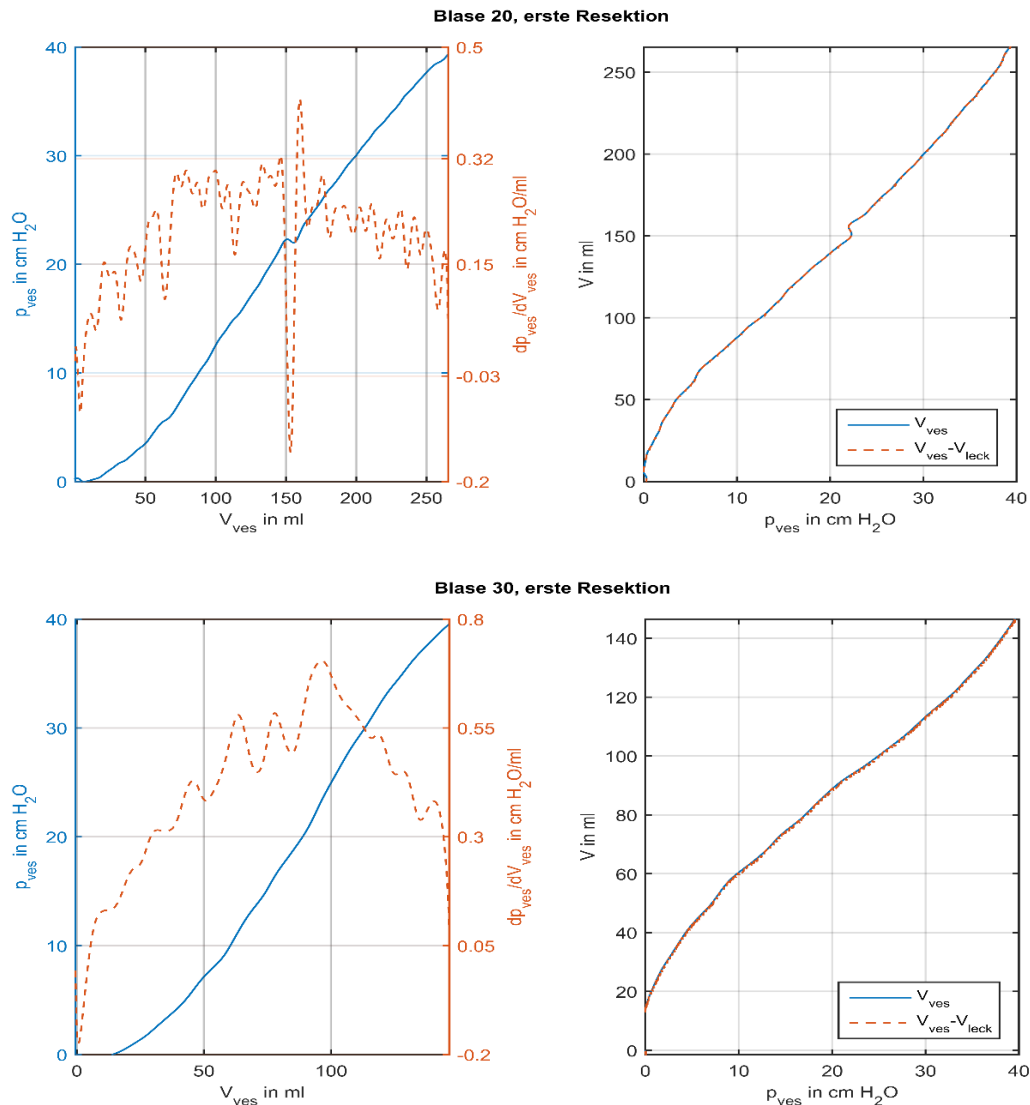 Blase 20, erste Resektion
40
30
20
10
0
p_ves in cm H₂O
50 100 150 200 250
V_ves in ml
0.5
0.32
0.15
-0.03
-0.2
dp_ves/dV_ves in cm H₂O/ml
250
200
150
100
50
0
V in ml
0 10 20 30 40
p_ves in cm H₂O
V_ves
V_ves-V_leck
Blase 30, erste Resektion
40
30
20
10
0
p_ves in cm H₂O
0 50 100
V_ves in ml
0.8
0.55
0.3
0.05
-0.2
dp_ves/dV_ves in cm H₂O/ml
140
120
100
80
60
40
20
0
V in ml
0 10 20 30 40
p_ves in cm H₂O
V_ves
V_ves-V_leck